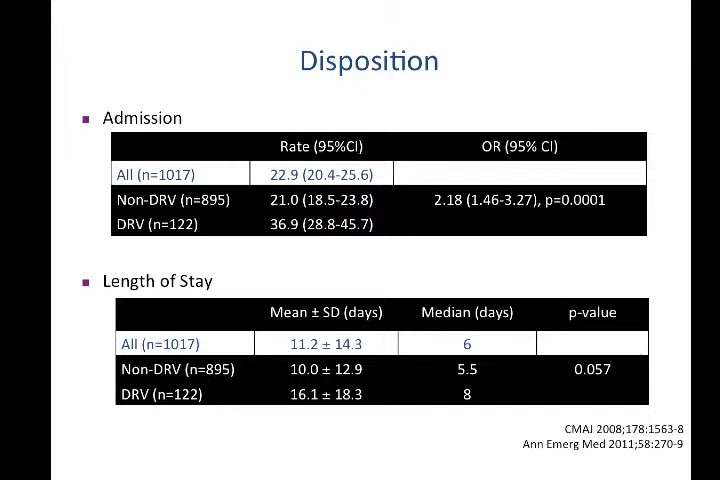 Disposition
▪ Admission
Rate (95%CI) OR (95% CI)
All (n=1017) 22.9 (20.4-25.6)
Non-DRV (n=895) 21.0 (18.5-23.8) 2.18 (1.46-3.27), p=0.0001
DRV (n=122) 36.9 (28.8-45.7)
▪ Length of Stay
Mean ± SD (days) Median (days) p-value
All (n=1017) 11.2 ± 14.3 6
Non-DRV (n=895) 10.0 ± 12.9 5.5 0.057
DRV (n=122) 16.1 ± 18.3 8
CMAJ 2008;178:1563-8
Ann Emerg Med 2011;58:270-9